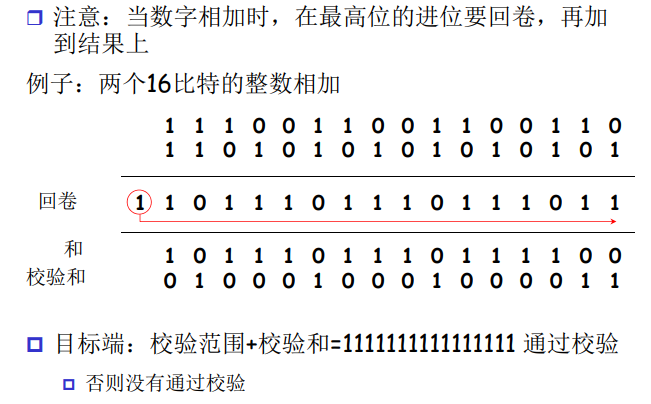 注意：当数字相加时，在最高位的进位要回卷，再加
到结果上
例子：两个16比特的整数相加
1 1 1 0 0 1 1 0 0 1 1 0 0 1 1 0
1 1 0 1 0 1 0 1 0 1 0 1 0 1 0 1
回卷 1 1 0 1 1 1 0 1 1 1 0 1 1 1 0 1 1
和 1 0 1 1 1 0 1 1 1 0 1 1 1 1 0 0
校验和 0 1 0 0 0 1 0 0 0 1 0 0 0 0 1 1
目标端：校验范围+校验和=1111111111111111 通过校验
否则没有通过校验